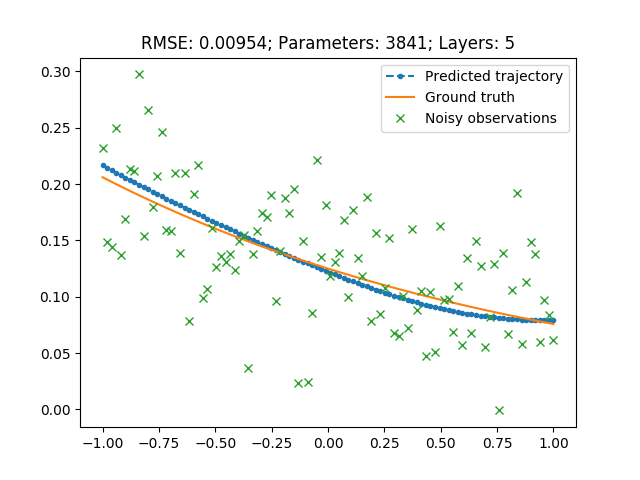 RMSE: 0.00954; Parameters: 3841; Layers: 5
Predicted trajectory
Ground truth
Noisy observations
0.30
0.25
0.20
0.15
0.10
0.05
0.00
−1.00 −0.75 −0.50 −0.25 0.00 0.25 0.50 0.75 1.00